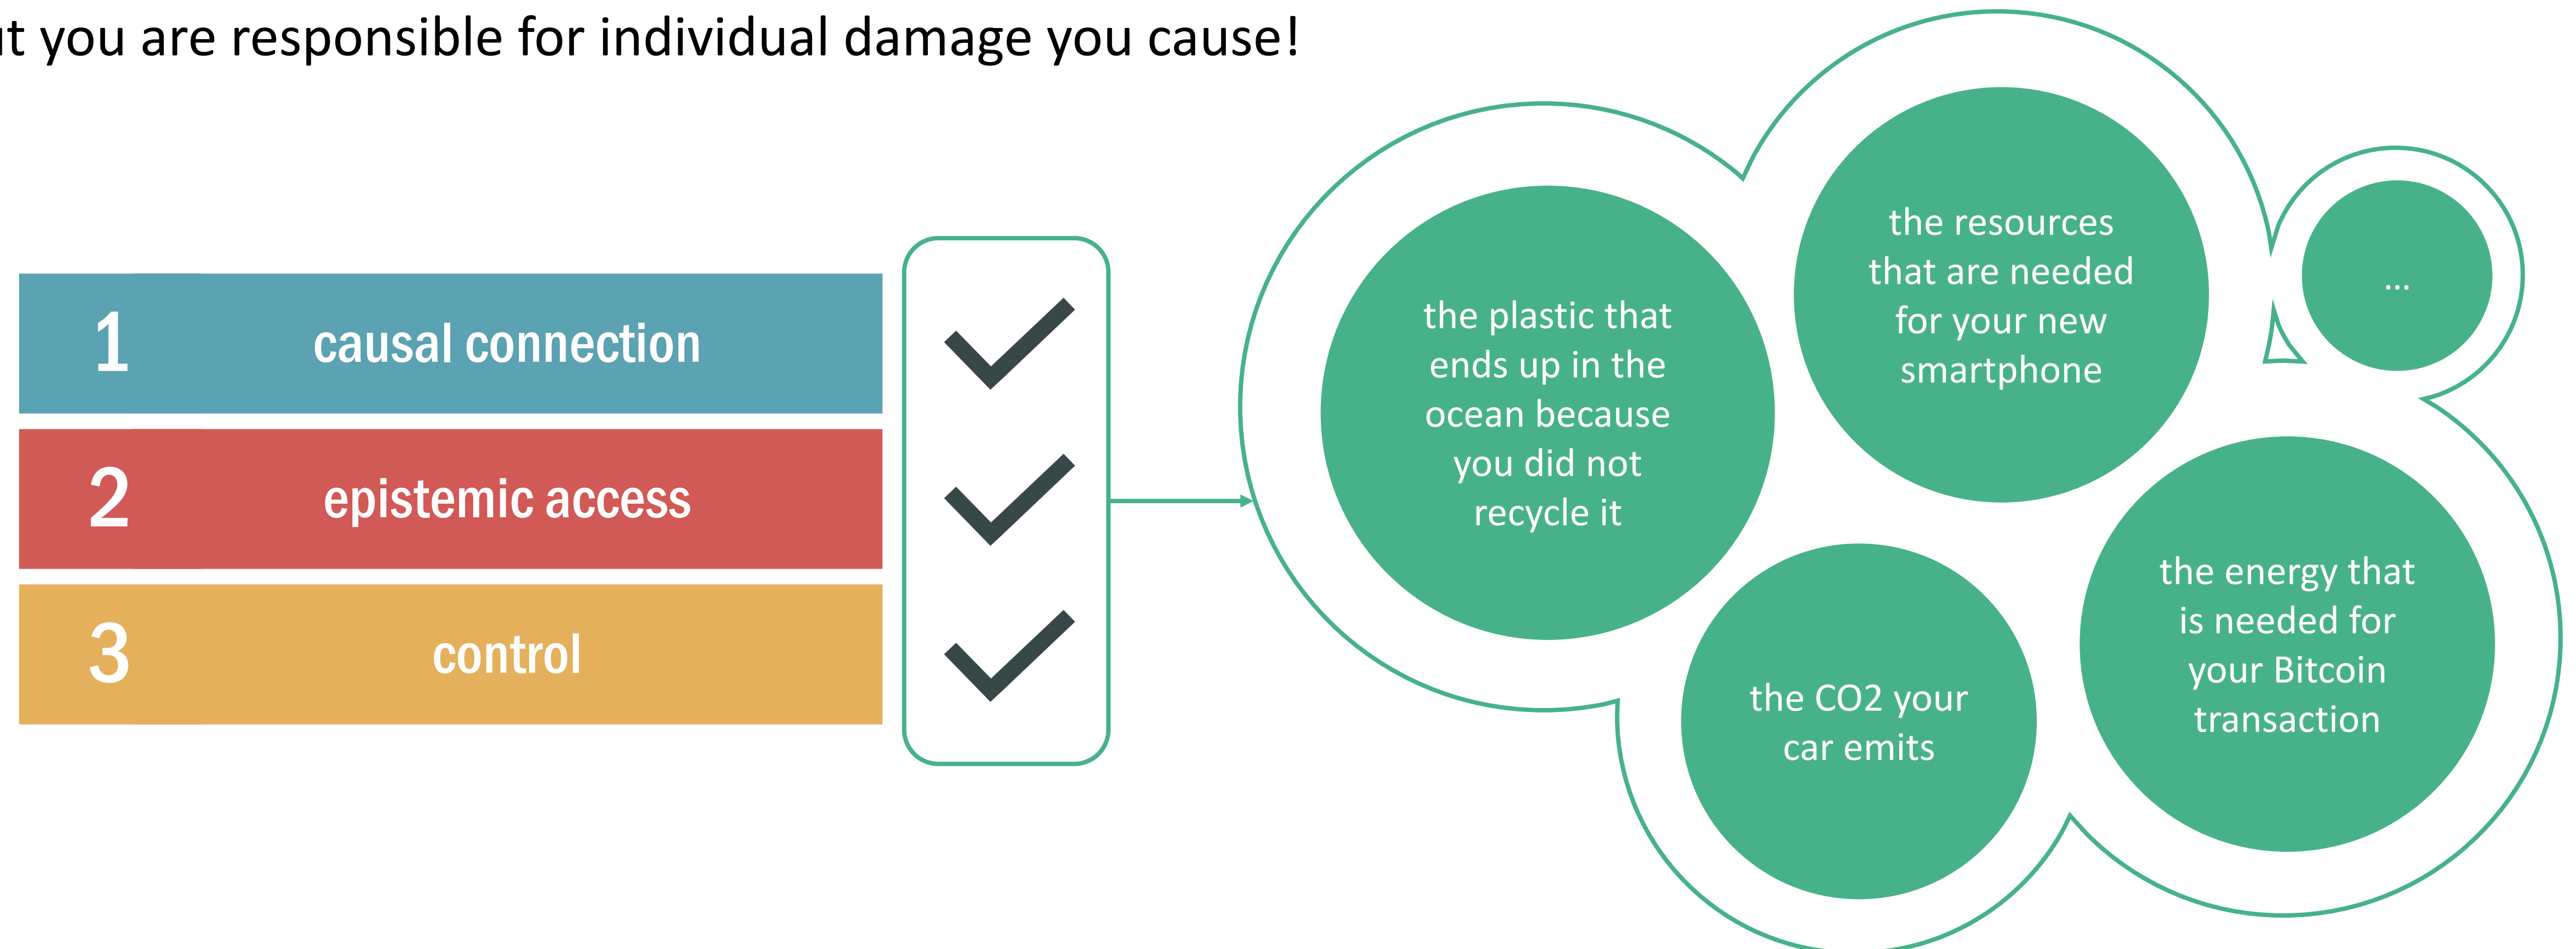 you are responsible for individual damage you cause!
1 causal connection
2 epistemic access
3 control
the plastic that
ends up in the
ocean because
you did not
recycle it
the resources
that are needed
for your new
smartphone
...
the CO2 your
car emits
the energy that
is needed for
your Bitcoin
transaction